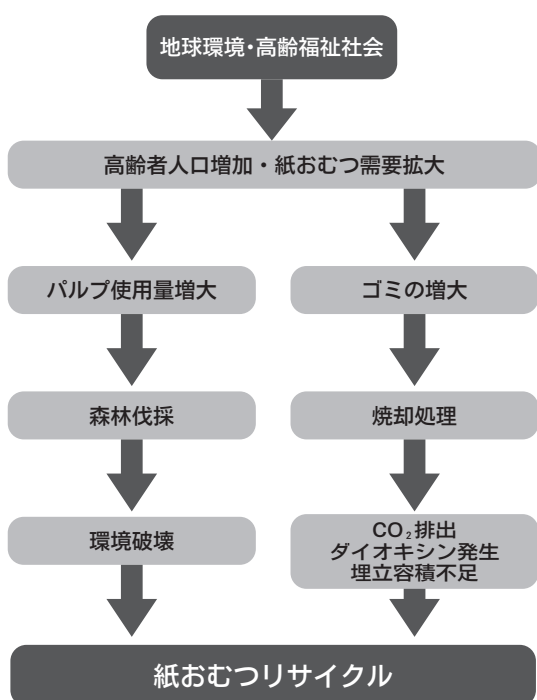 地球環境・高齢福祉社会
高齢者人口増加・紙おむつ需要拡大
パルプ使用量増大
ゴミの増大
森林伐採
焼却処理
環境破壊
CO₂排出
ダイオキシン発生
埋立容積不足
紙おむつリサイクル